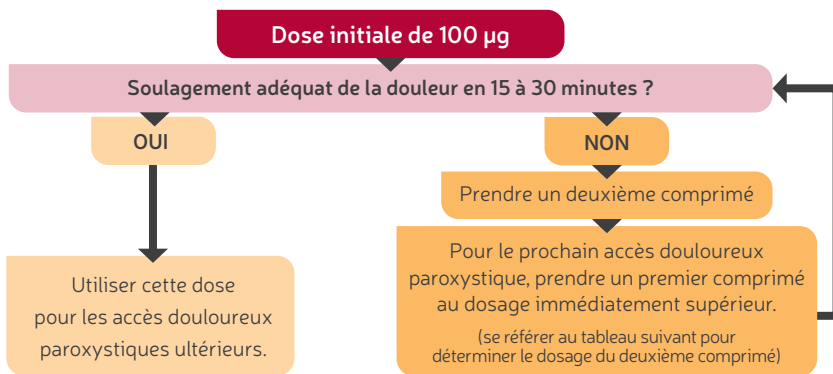 Dose initiale de 100 µg
Soulagement adéquat de la douleur en 15 à 30 minutes ?
OUI
Utiliser cette dose
pour les accès douloureux
paroxystiques ultérieurs.
NON
Prendre un deuxième comprimé
Pour le prochain accès douloureux
paroxystique, prendre un premier comprimé
au dosage immédiatement supérieur.
(se référer au tableau suivant pour
déterminer le dosage du deuxième comprimé)